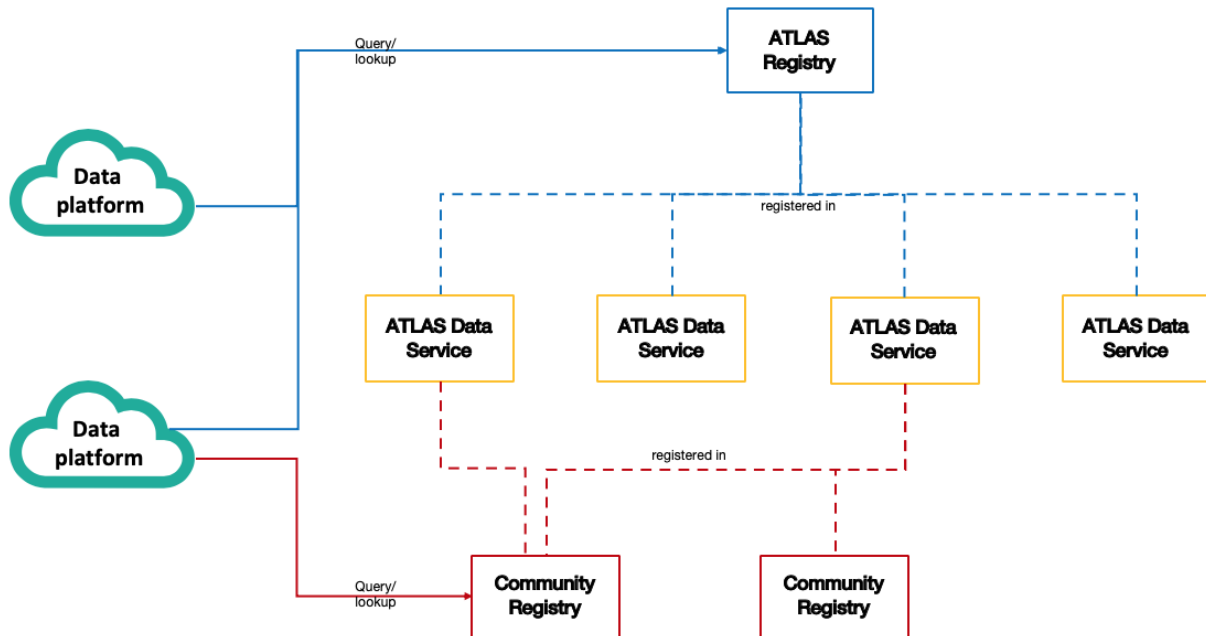 ATLAS
Registry
Query/
lookup
Data
platform
registered in
ATLAS Data
Service
ATLAS Data
Service
ATLAS Data
Service
ATLAS Data
Service
Data
platform
registered in
Query/
lookup
Community
Registry
Community
Registry